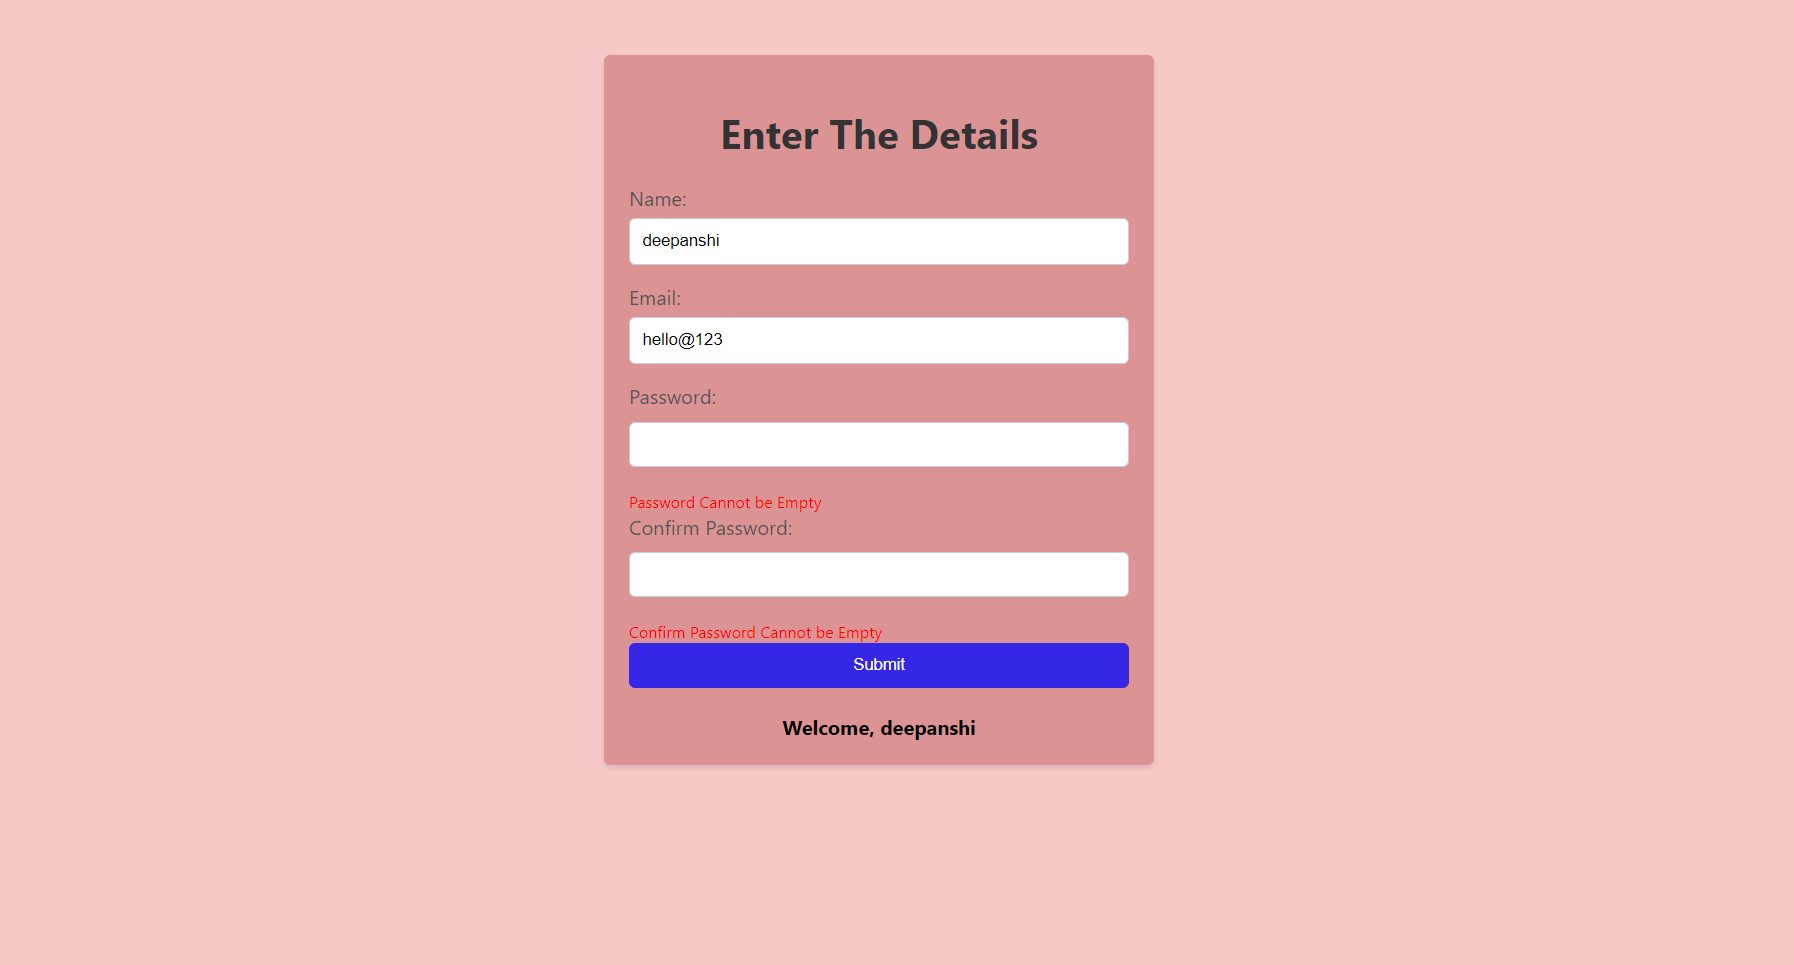 Enter The Details
Name:
deepanshi
Email:
hello@123
Password:
Password Cannot be Empty
Confirm Password:
Confirm Password Cannot be Empty
Submit
Welcome, deepanshi